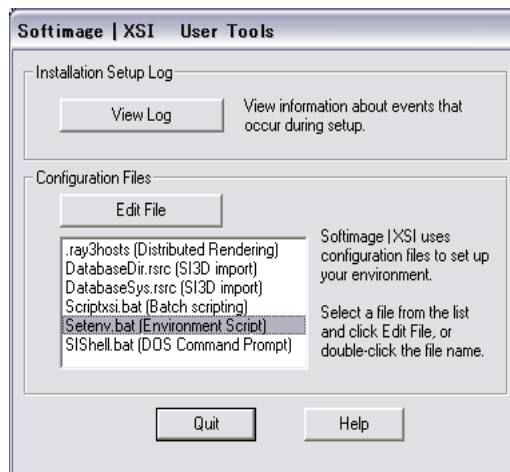 Softimage | XSI User Tools
Installation Setup Log
View Log
View information about events that
occur during setup.
Configuration Files
Edit File
.ray3hosts (Distributed Rendering)
DatabaseDir.rsrc (SI3D import)
DatabaseSys.rsrc (SI3D import)
Scriptxsi.bat (Batch scripting)
Setenv.bat (Environment Script)
SIShell.bat (DOS Command Prompt)
Softimage | XSI uses
configuration files to set up
your environment.
Select a file from the list
and click Edit File, or
double-click the file name.
Quit
Help